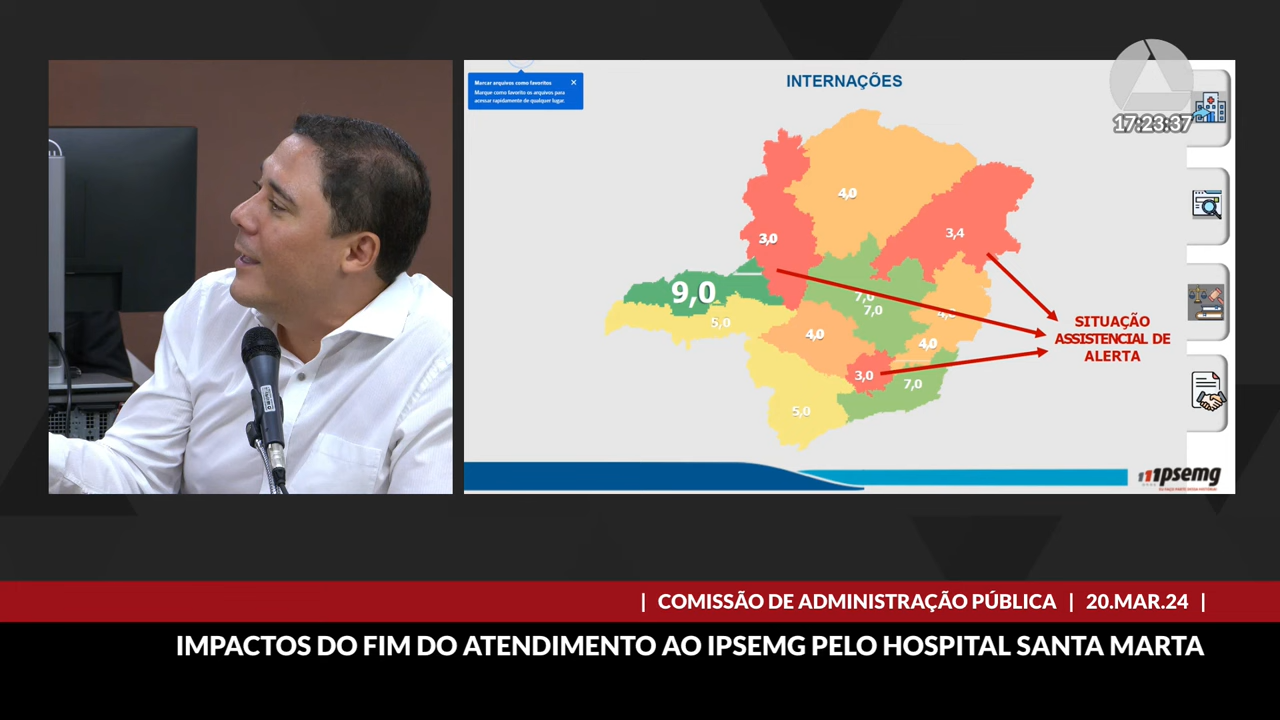 Marcar arquivos como favoritos
Marque como favorito os arquivos para
acessar rapidamente de qualquer lugar.
INTERNAÇÕES
17:23:37
4,0
3,4
3,0
9,0
7,0
7,0
5,0
4,0
4,0
3,0
7,0
5,0
SITUAÇÃO
ASSISTENCIAL DE
ALERTA
ipsemg
| COMISSÃO DE ADMINISTRAÇÃO PÚBLICA | 20.MAR.24 |
IMPACTOS DO FIM DO ATENDIMENTO AO IPSEMG PELO HOSPITAL SANTA MARTA